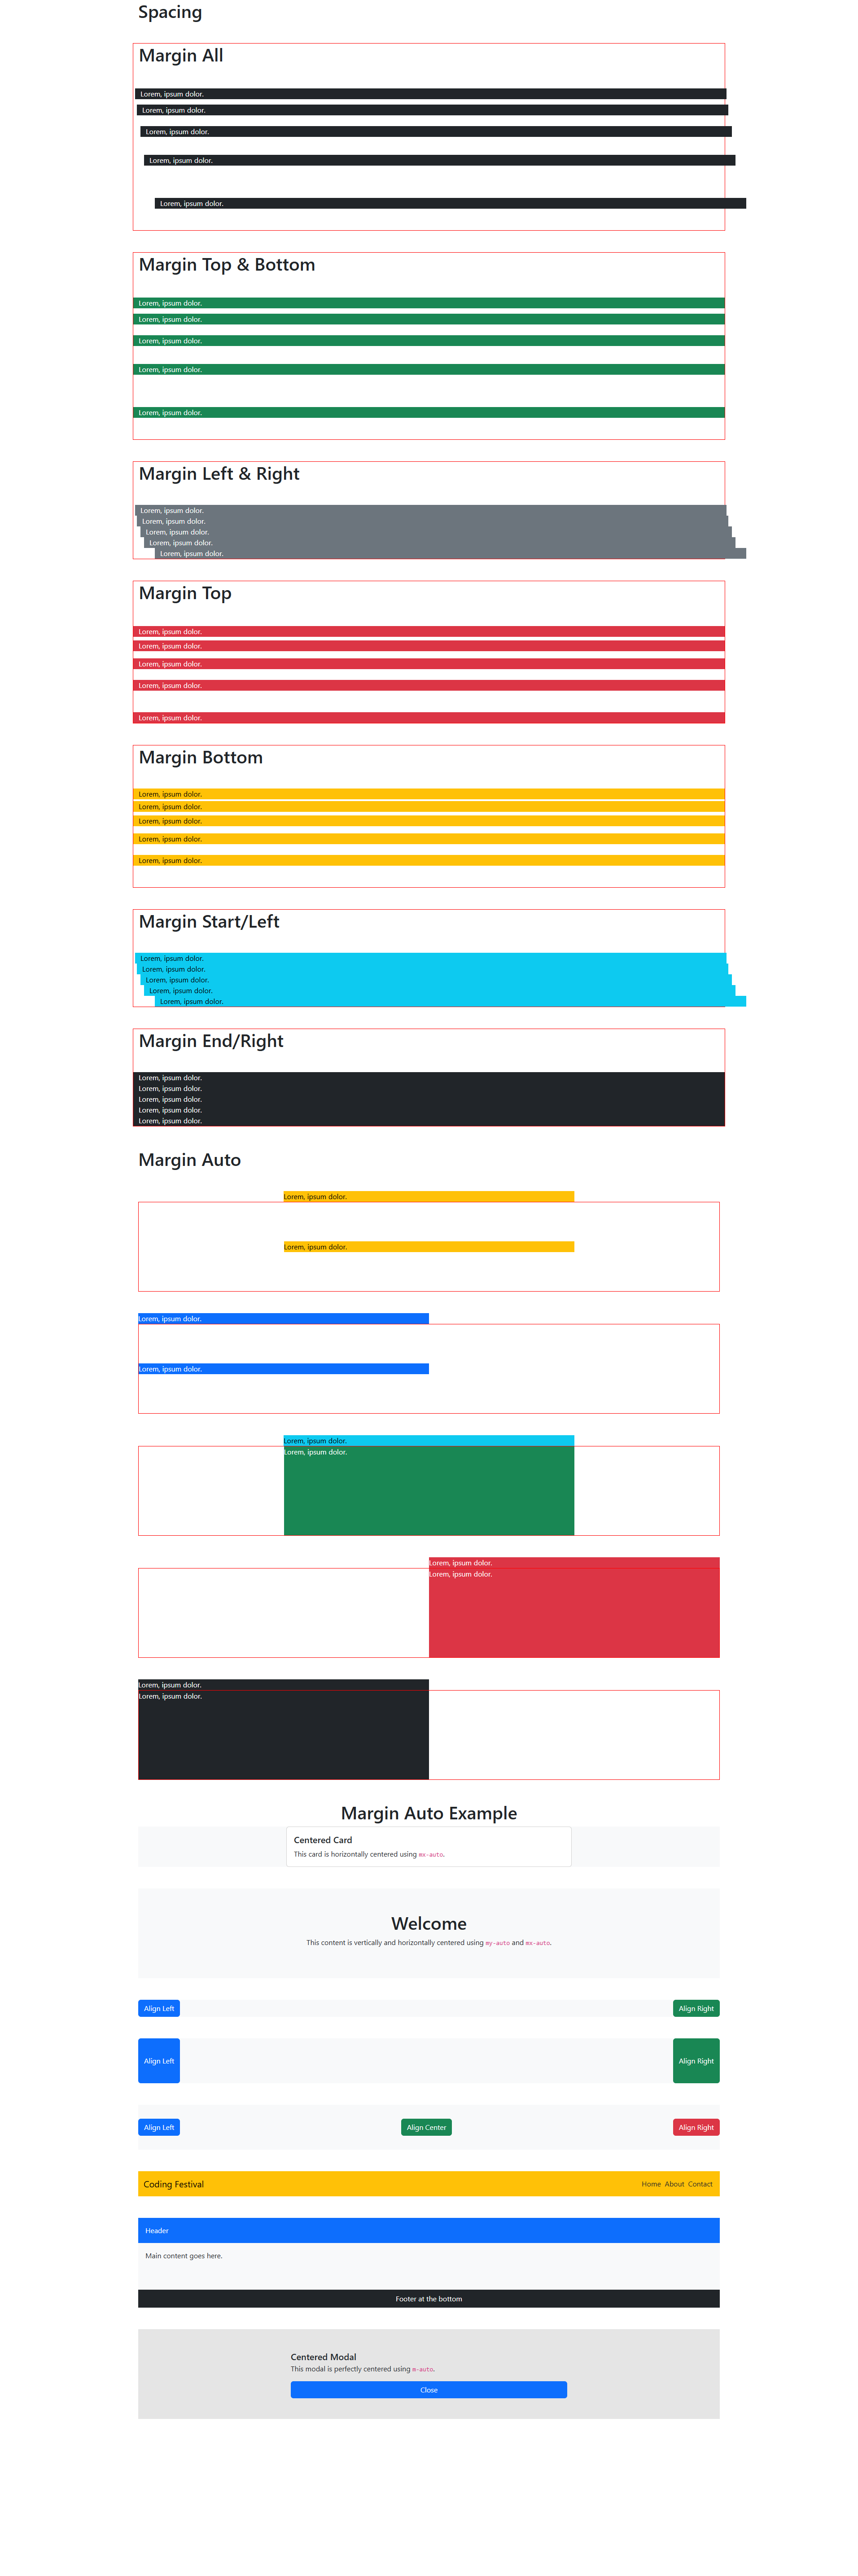 Spacing
Margin All
Lorem, ipsum dolor.
Lorem, ipsum dolor.
Lorem, ipsum dolor.
Lorem, ipsum dolor.
Lorem, ipsum dolor.
Margin Top & Bottom
Lorem, ipsum dolor.
Lorem, ipsum dolor.
Lorem, ipsum dolor.
Lorem, ipsum dolor.
Lorem, ipsum dolor.
Margin Left & Right
Lorem, ipsum dolor.
Lorem, ipsum dolor.
Lorem, ipsum dolor.
Lorem, ipsum dolor.
Lorem, ipsum dolor.
Margin Top
Lorem, ipsum dolor.
Lorem, ipsum dolor.
Lorem, ipsum dolor.
Lorem, ipsum dolor.
Lorem, ipsum dolor.
Margin Bottom
Lorem, ipsum dolor.
Lorem, ipsum dolor.
Lorem, ipsum dolor.
Lorem, ipsum dolor.
Lorem, ipsum dolor.
Margin Start/Left
Lorem, ipsum dolor.
Lorem, ipsum dolor.
Lorem, ipsum dolor.
Lorem, ipsum dolor.
Lorem, ipsum dolor.
Margin End/Right
Lorem, ipsum dolor.
Lorem, ipsum dolor.
Lorem, ipsum dolor.
Lorem, ipsum dolor.
Lorem, ipsum dolor.
Margin Auto
Lorem, ipsum dolor.
Lorem, ipsum dolor.
Lorem, ipsum dolor.
Lorem, ipsum dolor.
Lorem, ipsum dolor.
Lorem, ipsum dolor.
Lorem, ipsum dolor.
Lorem, ipsum dolor.
Lorem, ipsum dolor.
Lorem, ipsum dolor.
Margin Auto Example
Centered Card
This card is horizontally centered using mx-auto.
Welcome
This content is vertically and horizontally centered using my-auto and mx-auto.
Align Left Align Right
Align Left Align Right
Align Left Align Center Align Right
Coding Festival Home About Contact
Header
Main content goes here.
Footer at the bottom
Centered Modal
This modal is perfectly centered using m-auto.
Close